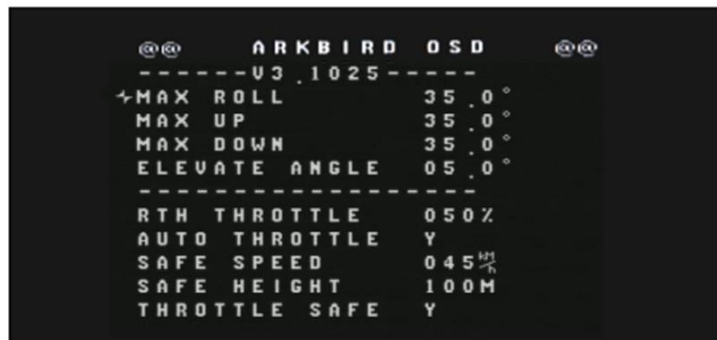 @@ ARKBIRD OSD @@
------V3.1025-----
MAX ROLL 35.0°
MAX UP 35.0°
MAX DOWN 35.0°
ELEVATE ANGLE 05.0°
------------------
RTH THROTTLE 050%
AUTO THROTTLE Y
SAFE SPEED 045KM/h
SAFE HEIGHT 100M
THROTTLE SAFE Y